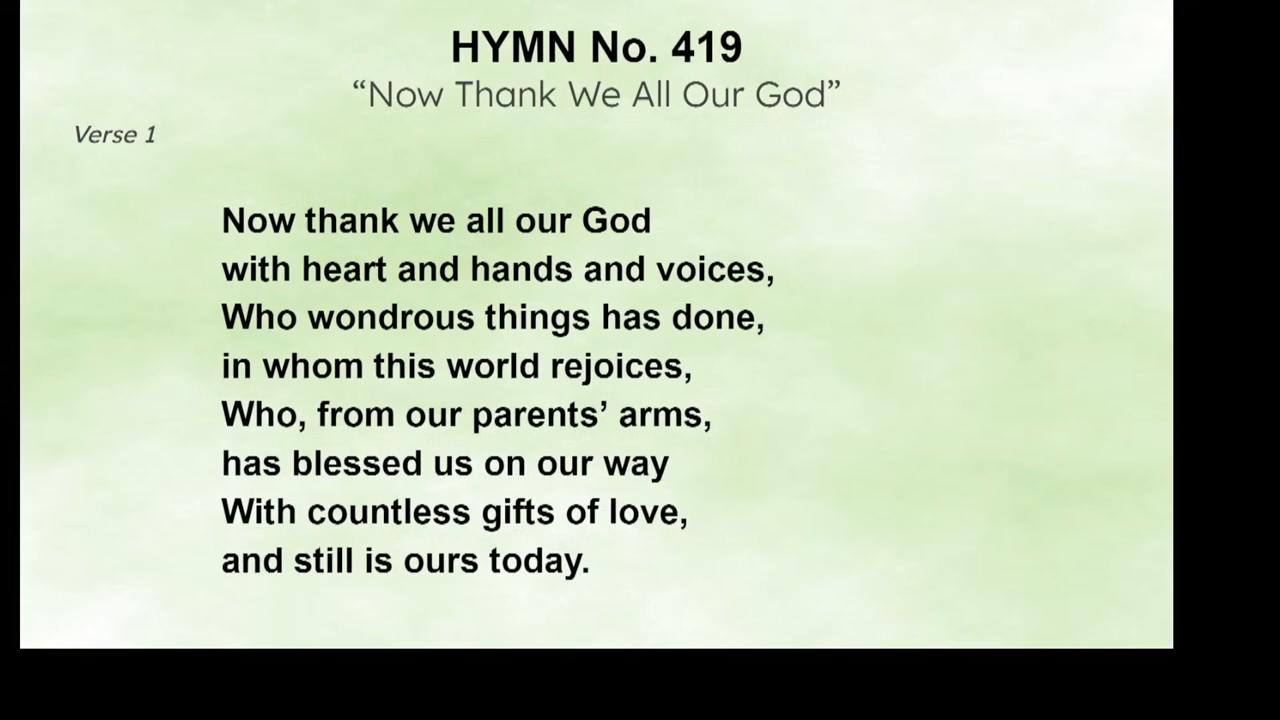 HYMN No. 419
“Now Thank We All Our God”
Verse 1
Now thank we all our God
with heart and hands and voices,
Who wondrous things has done,
in whom this world rejoices,
Who, from our parents’ arms,
has blessed us on our way
With countless gifts of love,
and still is ours today.